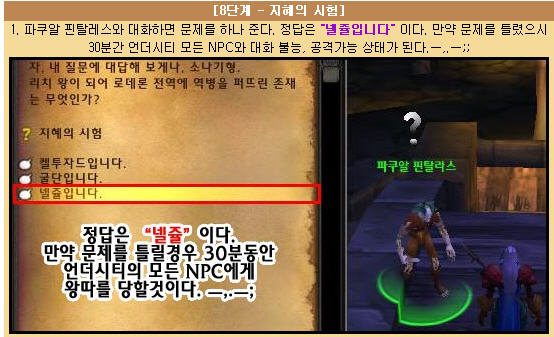 [8단계 - 지혜의 시험]
1. 파쿠알 핀탈레스와 대화하면 문제를 하나 준다. 정답은 "넬쥴입니다" 이다. 만약 문제를 틀렸으시
30분간 언더시티 모든 NPC와 대화 불능, 공격가능 상태가 된다.ㅡ,.ㅡ;;
자, 내 질문에 대답해 보게나, 소나기형.
리치 왕이 되어 로데론 전역에 역병을 퍼뜨린 존재
는 무엇인가?
? 지혜의 시험
켈투자드입니다.
굴단입니다.
넬쥴입니다.
정답은 "넬쥴" 이다.
만약 문제를 틀릴경우 30분동안
언더시티의 모든 NPC에게
왕따를 당할것이다. ㅡ,.ㅡ;
?
파쿠알 핀탈라스